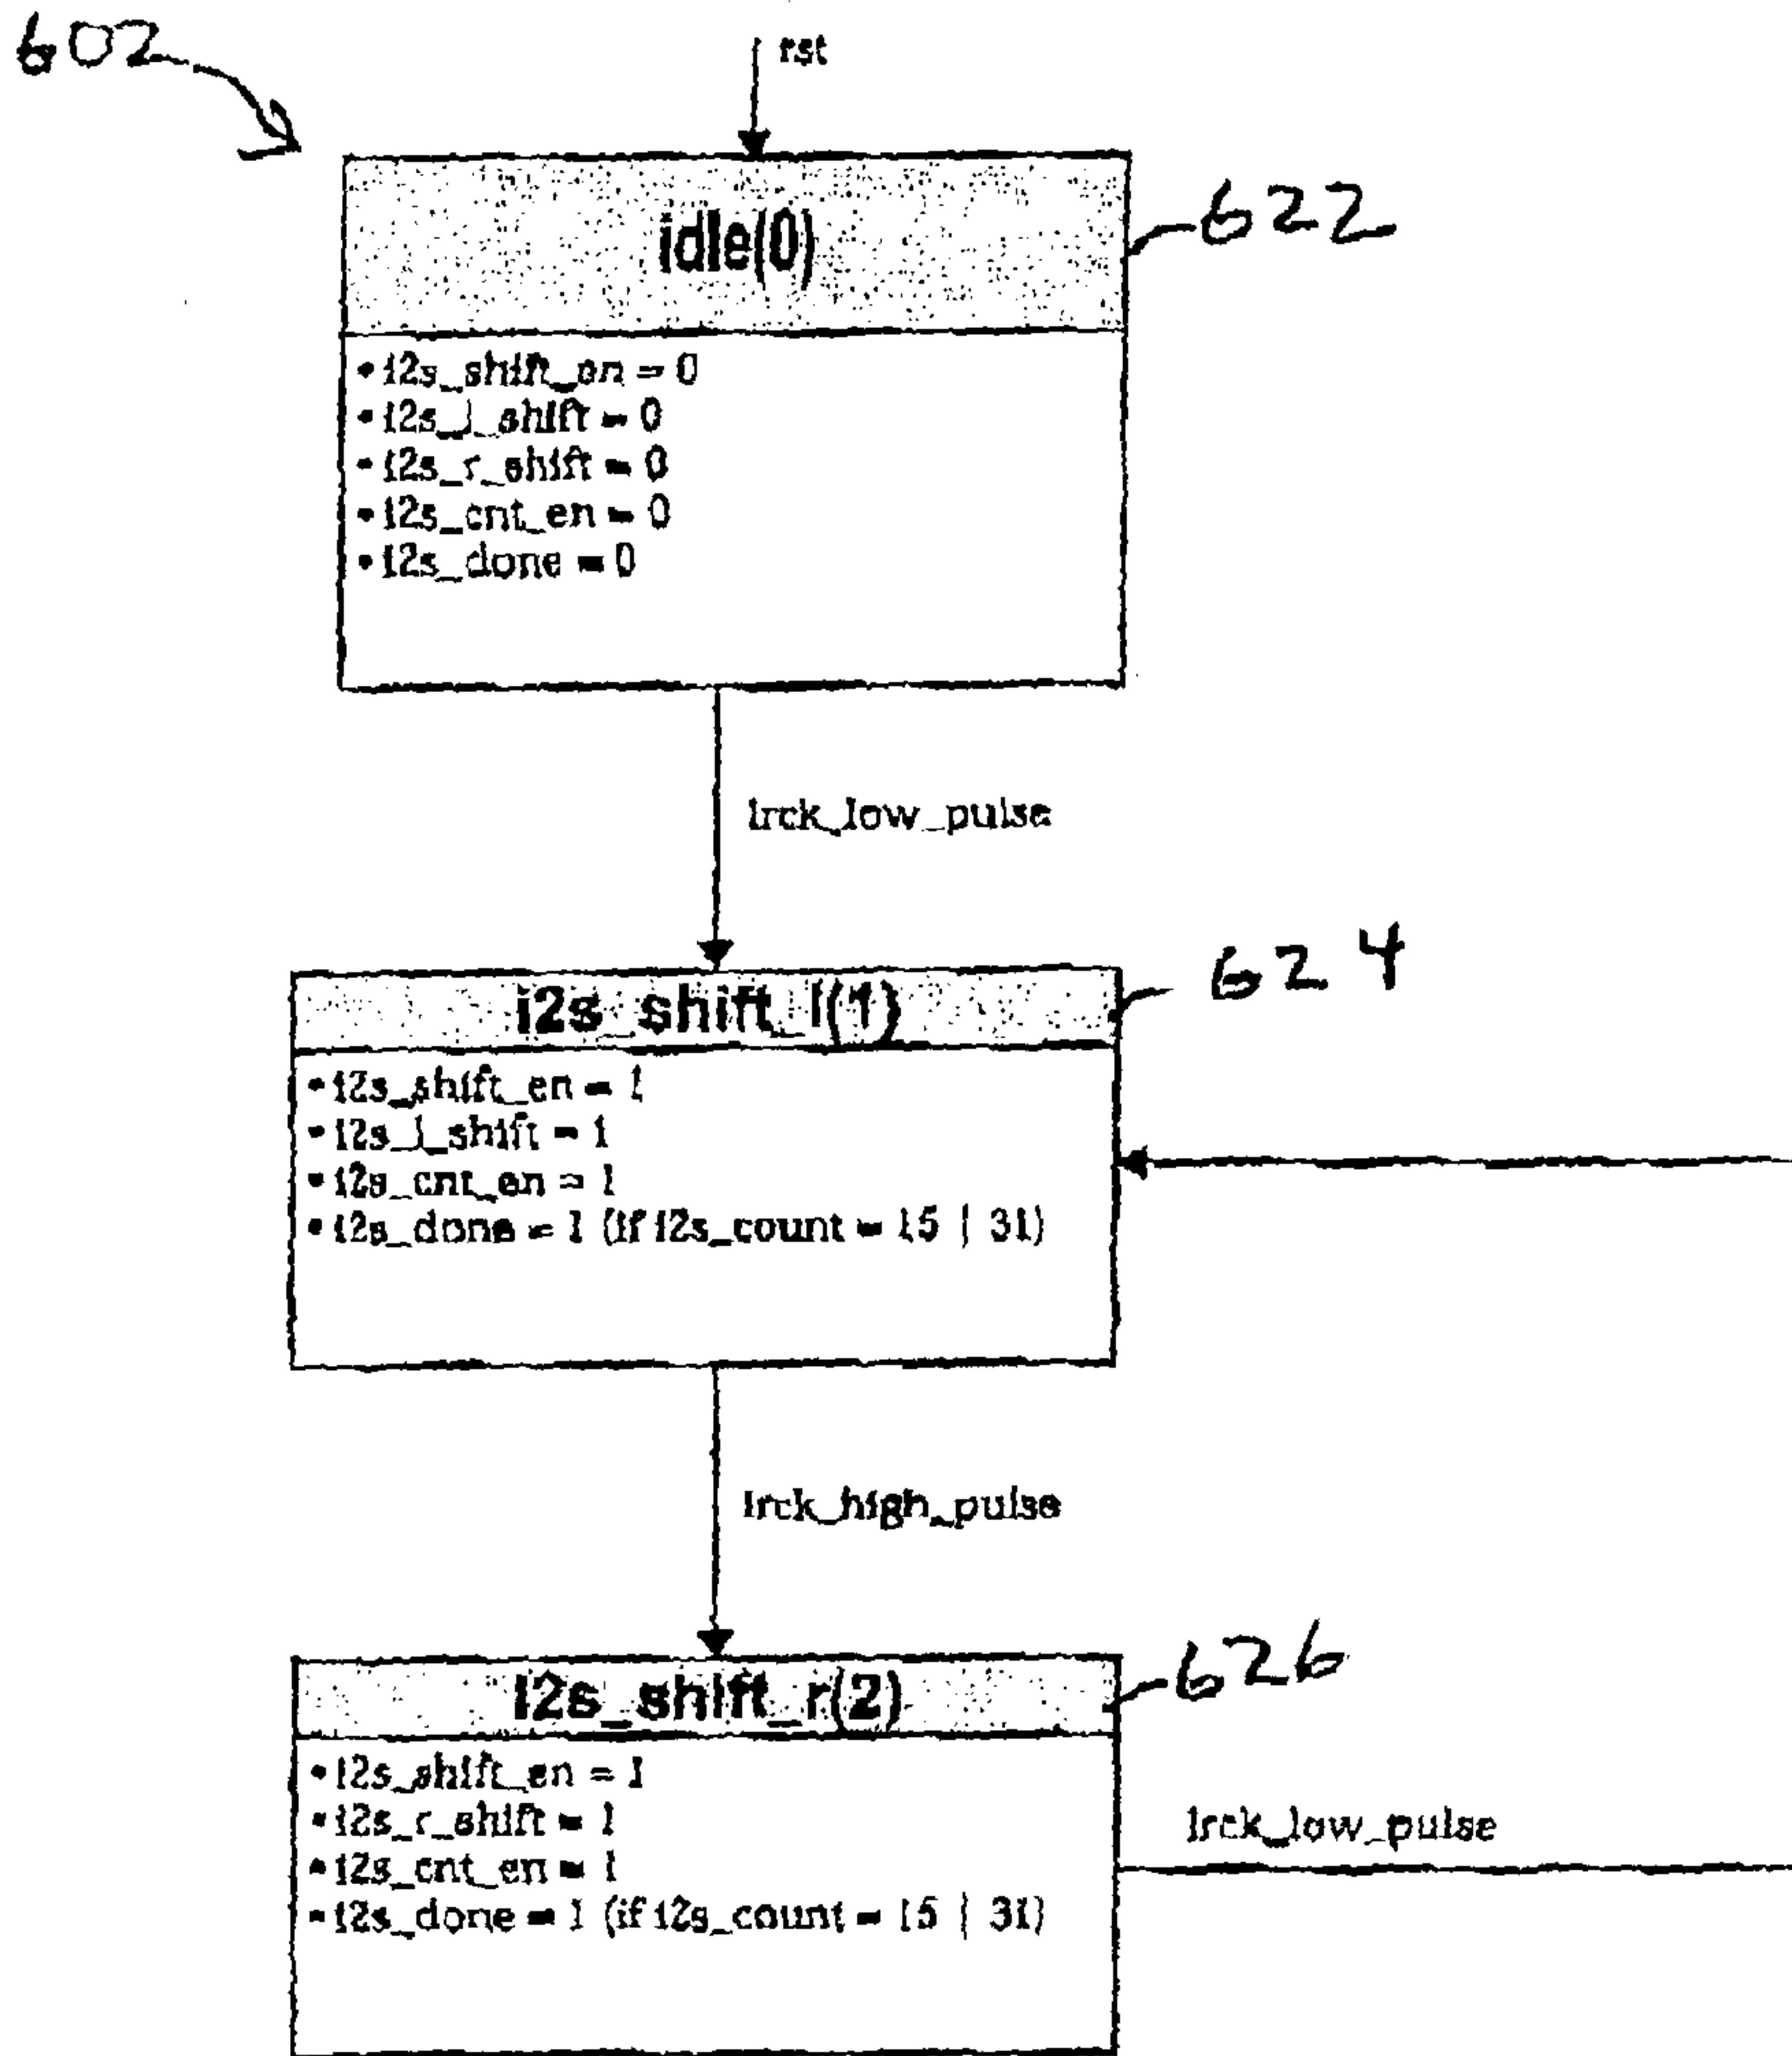 602
rst
idle(0)
622
•i2s_shift_en = 0
•i2s_l_shift = 0
•i2s_r_shift = 0
•i2s_cnt_en = 0
•i2s_done = 0
lrck_low_pulse
i2s_shift_l(1)
624
•i2s_shift_en = 1
•i2s_l_shift = 1
•i2s_cnt_en = 1
•i2s_done = 1 (if i2s_count = 15 | 31)
lrck_high_pulse
i2s_shift_r(2)
626
•i2s_shift_en = 1
•i2s_r_shift = 1
•i2s_cnt_en = 1
•i2s_done = 1 (if i2s_count = 15 | 31)
lrck_low_pulse